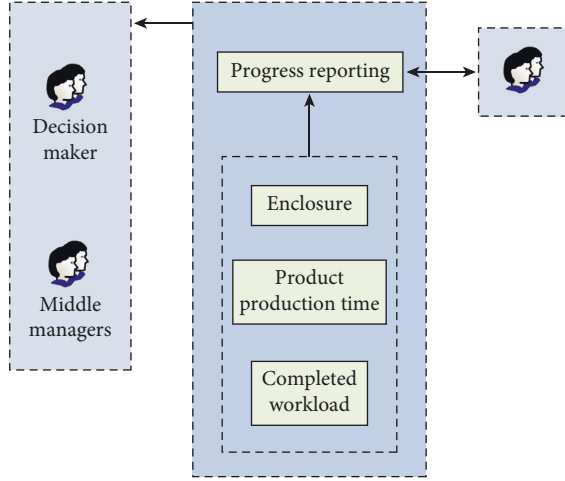 Progress reporting
Decision
maker
Enclosure
Product
production time
Middle
managers
Completed
workload